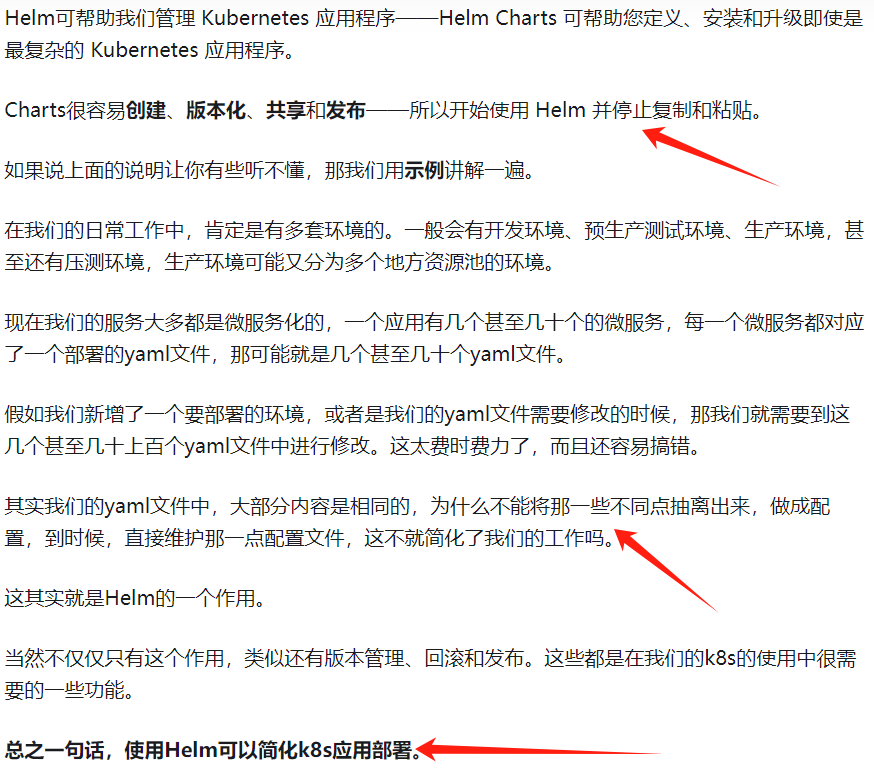 Helm可帮助我们管理 Kubernetes 应用程序——Helm Charts 可帮助您定义、安装和升级即使是
最复杂的 Kubernetes 应用程序。
Charts很容易创建、版本化、共享和发布——所以开始使用 Helm 并停止复制和粘贴。
如果说上面的说明让你有些听不懂，那我们用示例讲解一遍。
在我们的日常工作中，肯定是有多套环境的。一般会有开发环境、预生产测试环境、生产环境，甚
至还有压测环境，生产环境可能又分为多个地方资源池的环境。
现在我们的服务大多都是微服务化的，一个应用有几个甚至几十个的微服务，每一个微服务都对应
了一个部署的yaml文件，那可能就是几个甚至几十个yaml文件。
假如我们新增了一个要部署的环境，或者是我们的yaml文件需要修改的时候，那我们就需要到这
几个甚至几十上百个yaml文件中进行修改。这太费时费力了，而且还容易搞错。
其实我们的yaml文件中，大部分内容是相同的，为什么不能将那一些不同点抽离出来，做成配
置，到时候，直接维护那一点配置文件，这不就简化了我们的工作吗。
这其实就是Helm的一个作用。
当然不仅仅只有这个作用，类似还有版本管理、回滚和发布。这些都是在我们的k8s的使用中很需
要的一些功能。
总之一句话，使用Helm可以简化k8s应用部署。